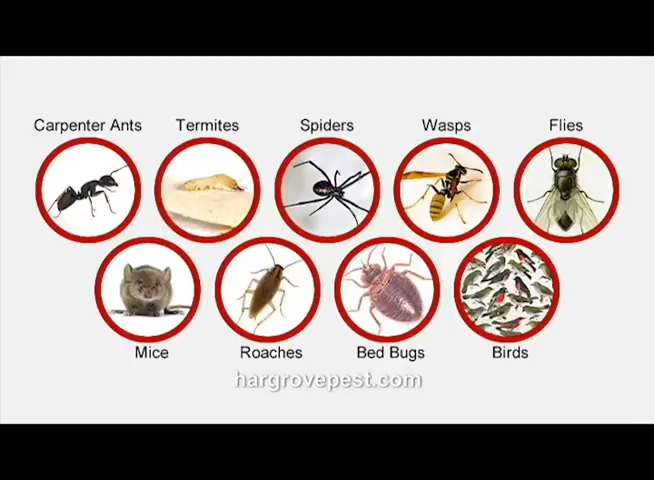 Carpenter Ants Termites Spiders Wasps Flies
Mice Roaches Bed Bugs Birds
hargrovepest.com